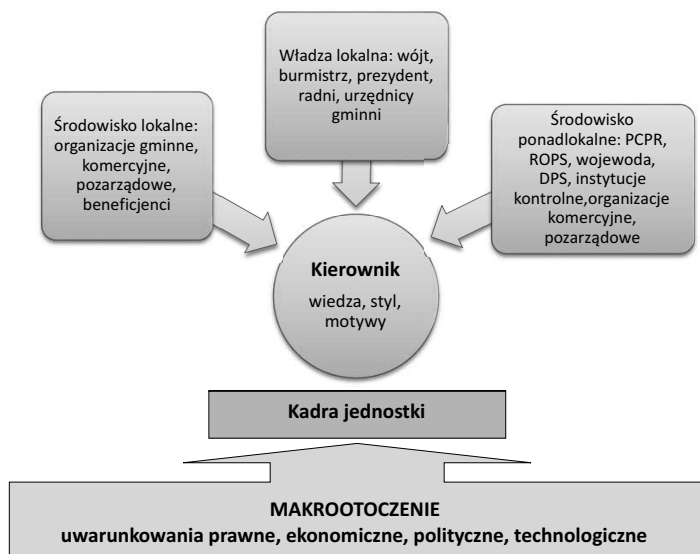 Władza lokalna: wójt,
burmistrz, prezydent,
radni, urzędnicy
gminni
Środowisko lokalne:
organizacje gminne,
komercyjne,
pozarządowe,
beneficjenci
Środowisko
ponadlokalne: PCPR,
ROPS, wojewoda,
DPS, instytucje
kontrolne,organizacje
komercyjne,
pozarządowe
Kierownik
wiedza, styl,
motywy
Kadra jednostki
MAKROOTOCZENIE
uwarunkowania prawne, ekonomiczne, polityczne, technologiczne